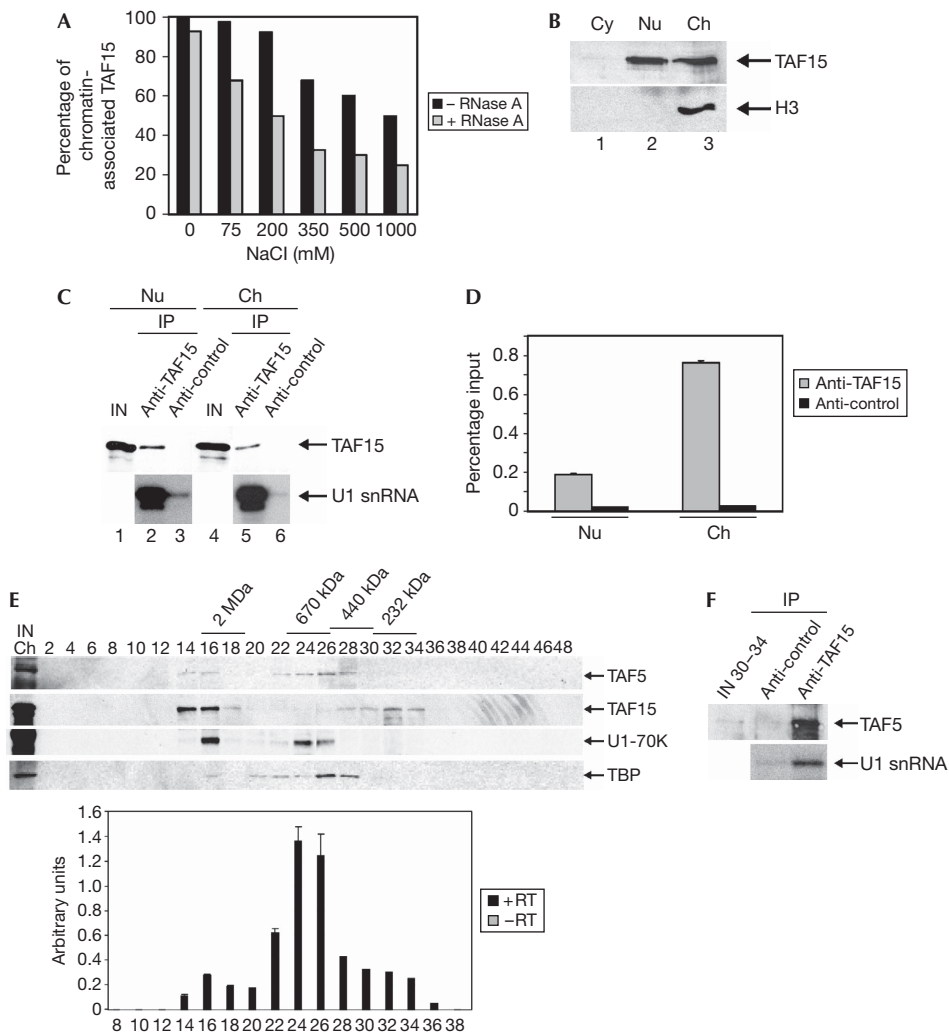 A
Percentage of
chromatin-
associated TAF15
100
80
60
40
20
0
0 75 200 350 500 1000
NaCl (mM)
– RNase A
+ RNase A
B
Cy Nu Ch
TAF15
H3
1 2 3
C
Nu Ch
IP IP
IN Anti-TAF15 Anti-control IN Anti-TAF15 Anti-control
TAF15
U1 snRNA
1 2 3 4 5 6
D
Percentage input
0.8
0.6
0.4
0.2
0
Nu Ch
Anti-TAF15
Anti-control
E
2 MDa 670 kDa 440 kDa 232 kDa
IN
Ch 2 4 6 8 10 12 14 16 18 20 22 24 26 28 30 32 34 36 38 40 42 44 46 48
TAF5
TAF15
U1-70K
TBP
Arbitrary units
1.6
1.4
1.2
1.0
0.8
0.6
0.4
0.2
0
8 10 12 14 16 18 20 22 24 26 28 30 32 34 36 38
+RT
–RT
F
IP
IN 30–34 Anti-control Anti-TAF15
TAF5
U1 snRNA